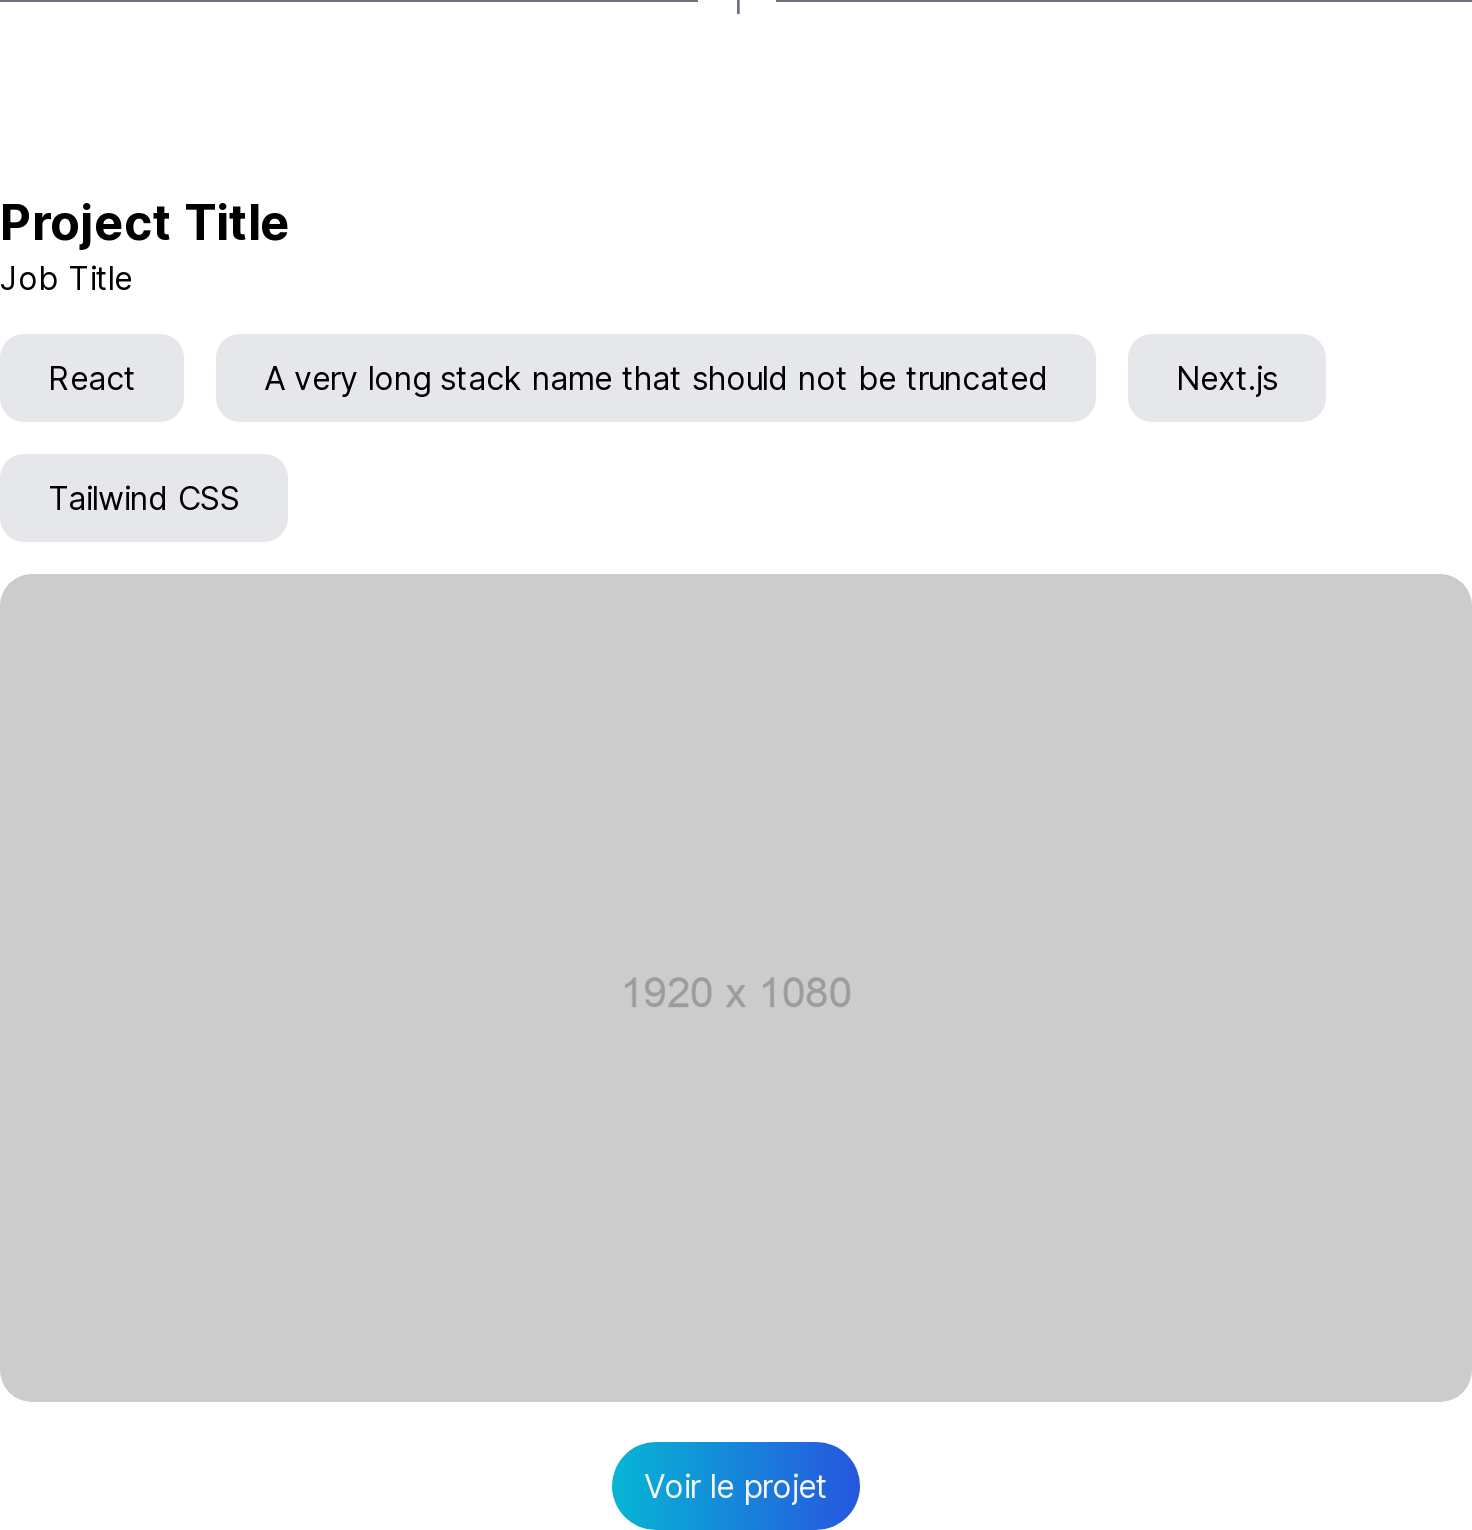 Project Title
Job Title
React
A very long stack name that should not be truncated
Next.js
Tailwind CSS
1920 x 1080
Voir le projet